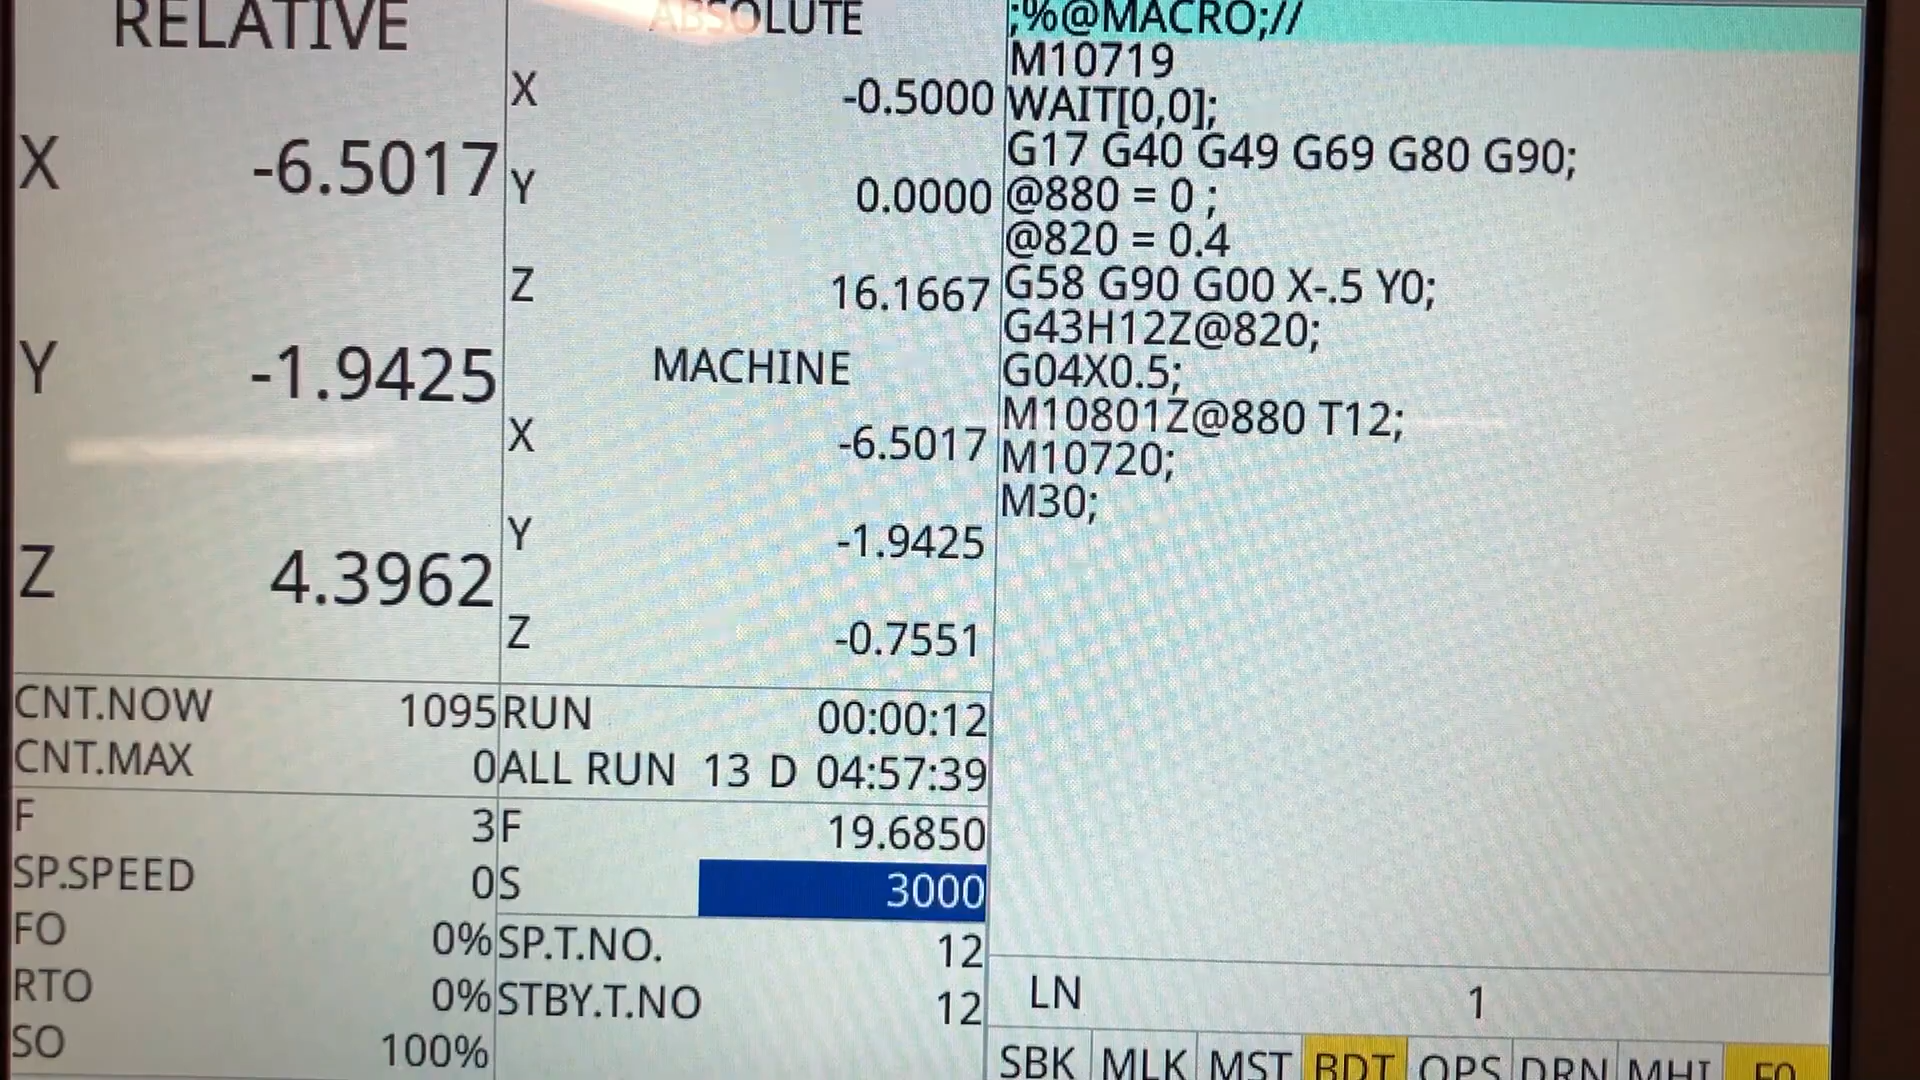 RELATIVE
X -6.5017
Y -1.9425
Z 4.3962
ABSOLUTE
X -0.5000
Y 0.0000
Z 16.1667
MACHINE
X -6.5017
Y -1.9425
Z -0.7551
;%@MACRO;//
M10719
WAIT[0,0];
G17 G40 G49 G69 G80 G90;
@880 = 0 ;
@820 = 0.4
G58 G90 G00 X-.5 Y0;
G43H12Z@820;
G04X0.5;
M10801Z@880 T12;
M10720;
M30;
CNT.NOW 1095
CNT.MAX 0
RUN 00:00:12
ALL RUN 13 D 04:57:39
F 3
SP.SPEED 0
FO 0%
RTO 0%
SO 100%
F 19.6850
S 3000
SP.T.NO. 12
STBY.T.NO 12
LN 1
SBK MLK MST BDT OPS DRN MHI F0